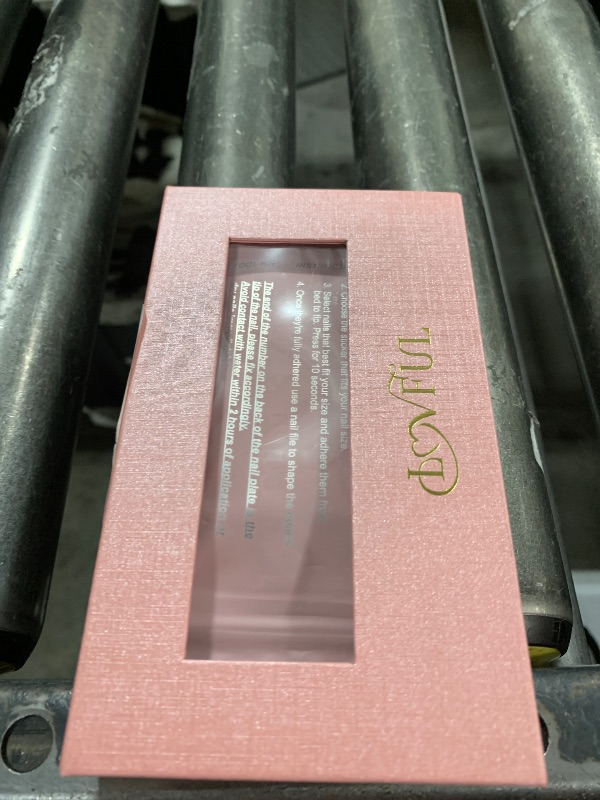 POVFUL
2. Choose the sticker that fits your nail size.
3. Select nails that best fit your size and adhere them from
bed to tip. Press for 10 seconds.
4. Once they're fully adhered use a nail file to shape the
The end of the number on the back of the nail plate is the
tip of the nail, please fix accordingly.
Avoid contact with water within 2 hours of application